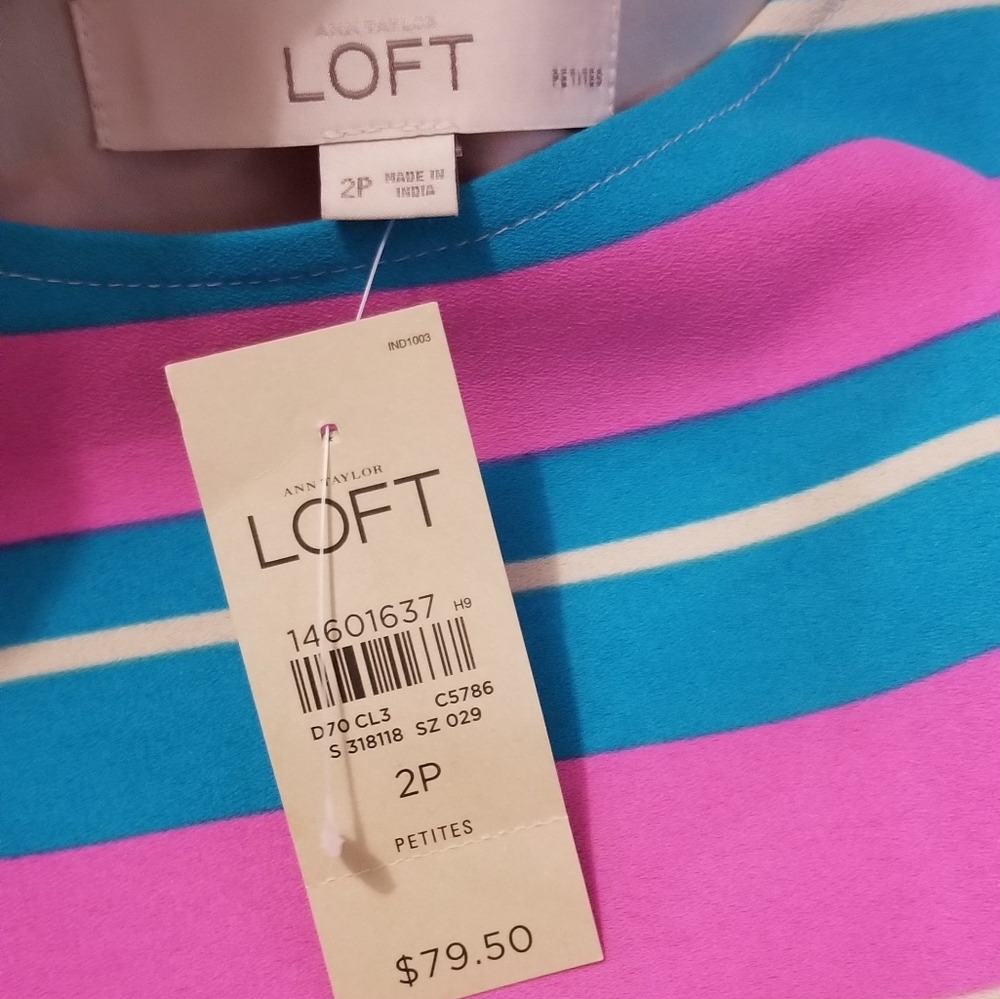 ANN TAYLOR
LOFT
PETITES
2P MADE IN
INDIA
IND1003
ANN TAYLOR
LOFT
14601637 H9
D70 CL3 C5786
S 318118 SZ 029
2P
PETITES
$79.50